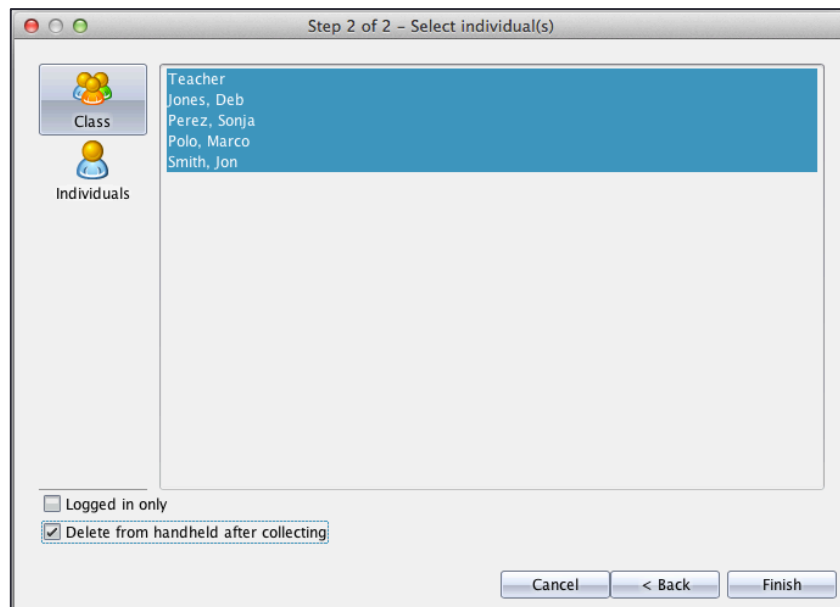 Step 2 of 2 – Select individual(s)
Class
Individuals
Teacher
Jones, Deb
Perez, Sonja
Polo, Marco
Smith, Jon
Logged in only
Delete from handheld after collecting
Cancel
< Back
Finish